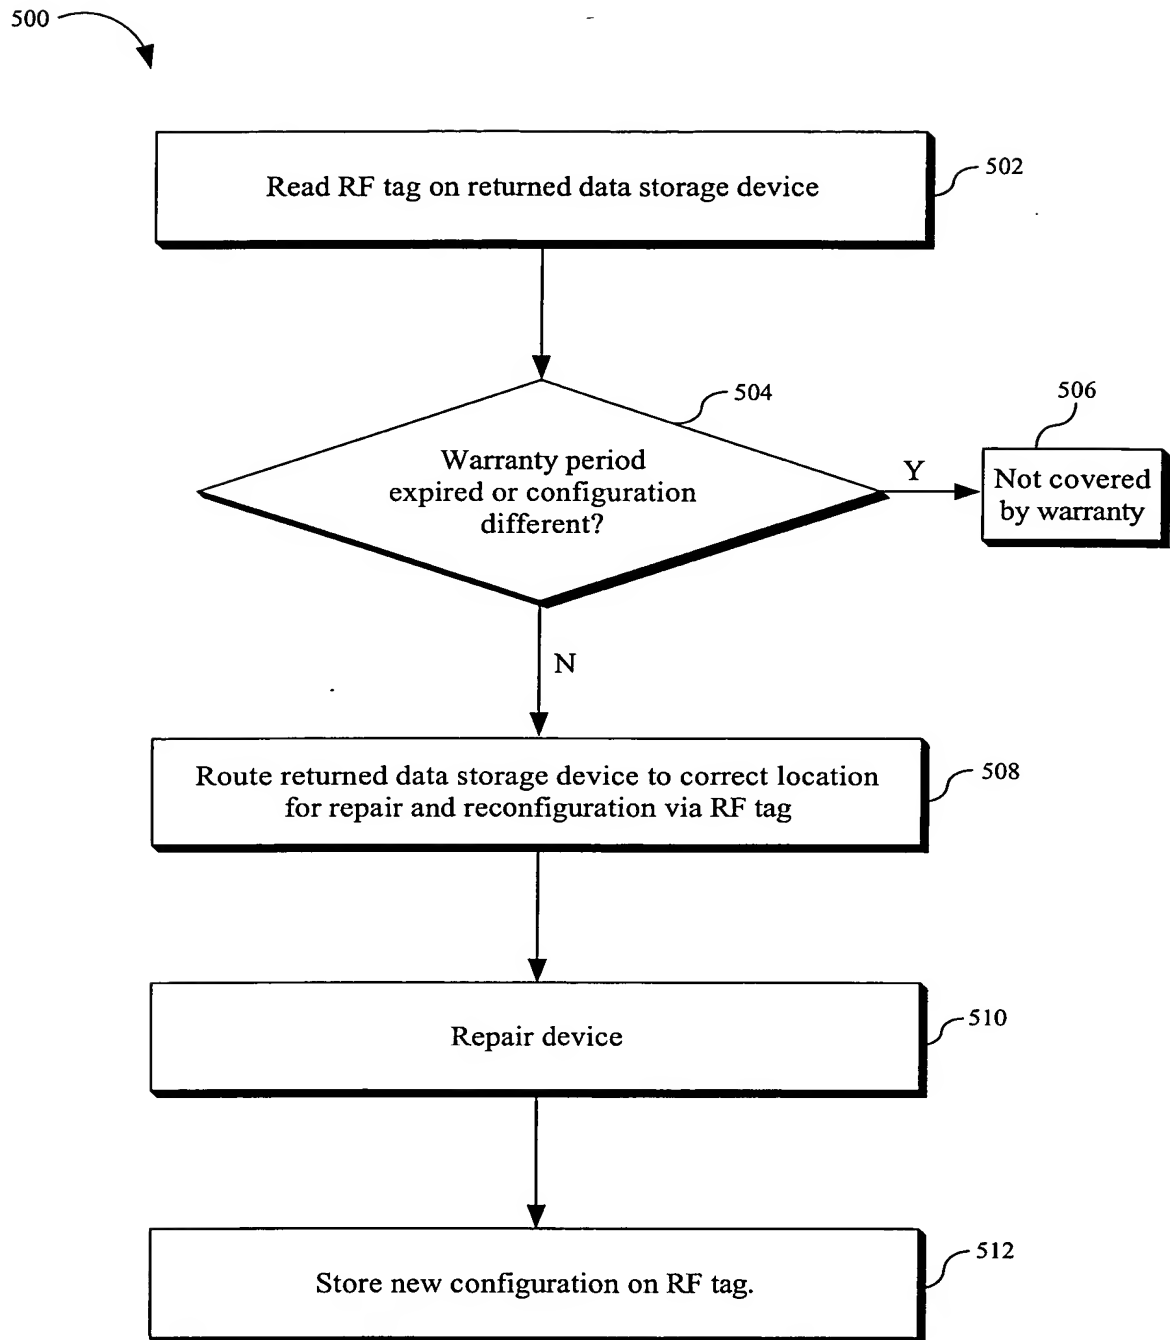 500
Read RF tag on returned data storage device
502
504
Warranty period
expired or configuration
different?
Y
506
Not covered
by warranty
N
Route returned data storage device to correct location
for repair and reconfiguration via RF tag
508
Repair device
510
Store new configuration on RF tag.
512